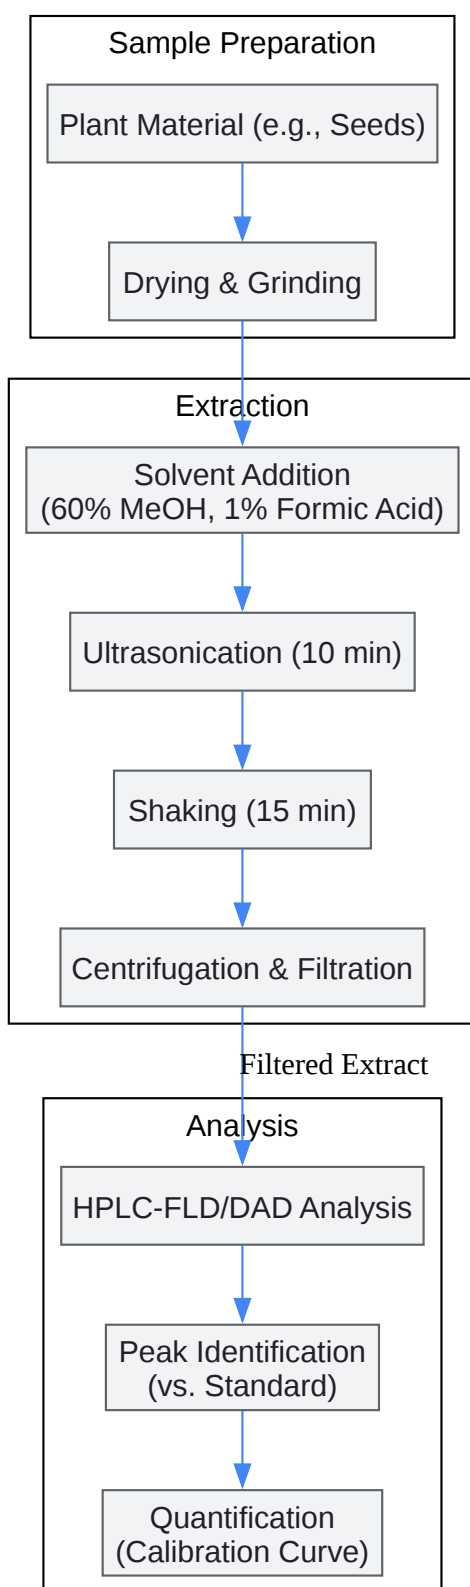 Sample Preparation
Plant Material (e.g., Seeds)
Drying & Grinding
Extraction
Solvent Addition
(60% MeOH, 1% Formic Acid)
Ultrasonication (10 min)
Shaking (15 min)
Centrifugation & Filtration
Filtered Extract
Analysis
HPLC-FLD/DAD Analysis
Peak Identification
(vs. Standard)
Quantification
(Calibration Curve)